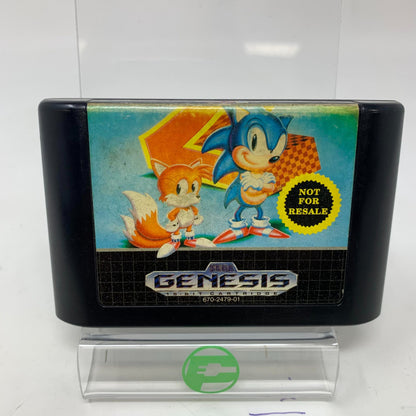 NOT
FOR
RESALE
SEGA
GENESIS
16-BIT CARTRIDGE
670-2479-01